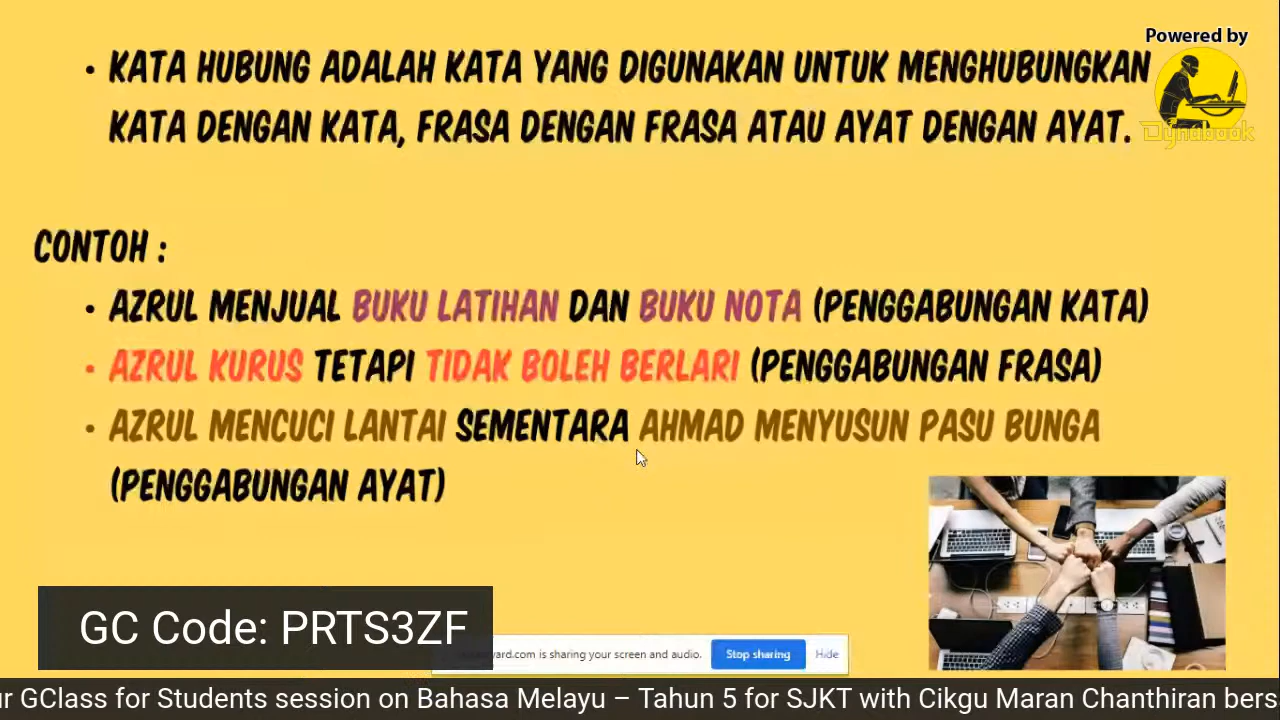 Powered by
Dynabook
• KATA HUBUNG ADALAH KATA YANG DIGUNAKAN UNTUK MENGHUBUNGKAN
KATA DENGAN KATA, FRASA DENGAN FRASA ATAU AYAT DENGAN AYAT.
CONTOH :
• AZRUL MENJUAL BUKU LATIHAN DAN BUKU NOTA (PENGGABUNGAN KATA)
• AZRUL KURUS TETAPI TIDAK BOLEH BERLARI (PENGGABUNGAN FRASA)
• AZRUL MENCUCI LANTAI SEMENTARA AHMAD MENYUSUN PASU BUNGA
(PENGGABUNGAN AYAT)
GC Code: PRTS3ZF
.com is sharing your screen and audio. Stop sharing Hide
GClass for Students session on Bahasa Melayu – Tahun 5 for SJKT with Cikgu Maran Chanthiran